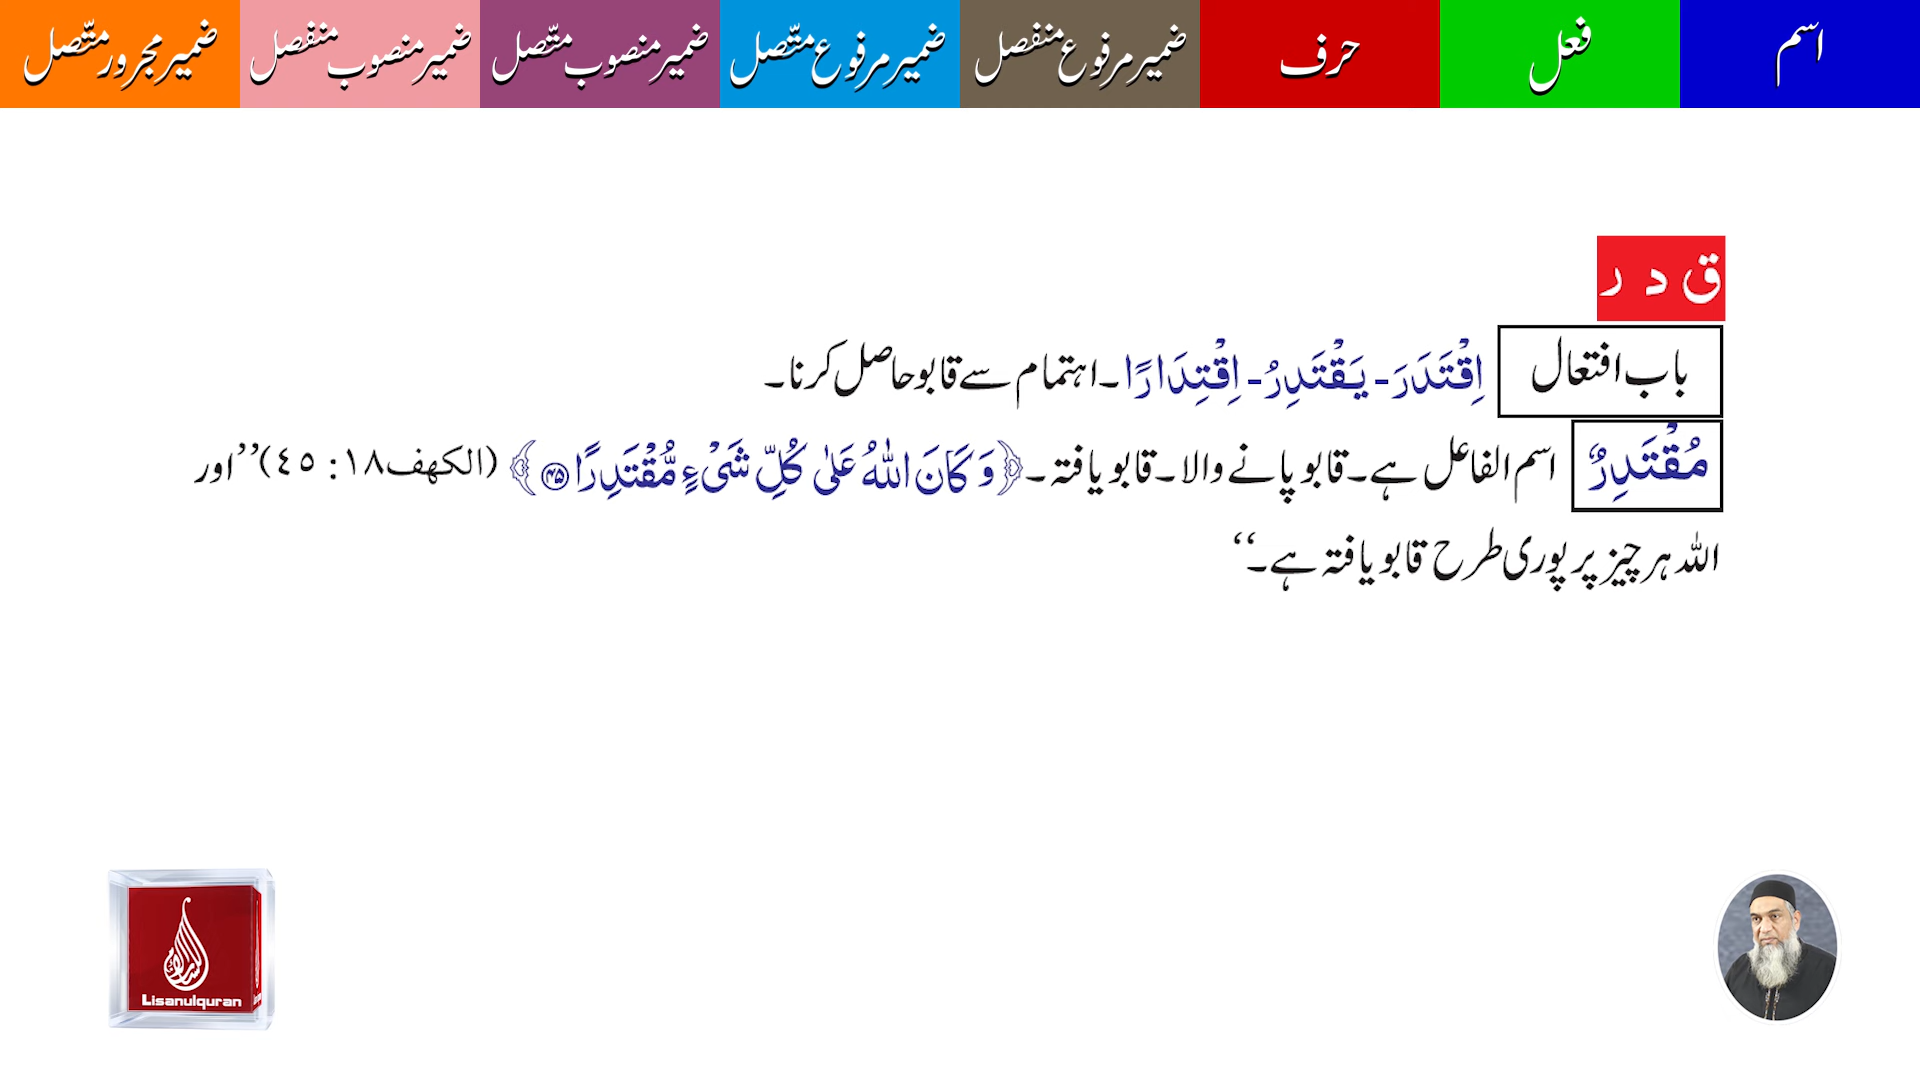 اسم فعل حرف ضمیر مرفوع منفصل ضمیر مرفوع متّصل ضمیر منصوب متّصل ضمیر منصوب منفصل ضمیر مجرور متّصل
ق د ر
باب افتعال اِقْتَدَرَ - يَقْتَدِرُ - اِقْتِدَارًا ۔ اہتمام سے قابو حاصل کرنا۔
مُقْتَدِرٌ اسم الفاعل ہے۔ قابو پانے والا۔ قابو یافتہ۔ ﴿وَكَانَ اللّٰهُ عَلٰى كُلِّ شَىْءٍ مُّقْتَدِرًا ۴۵﴾ (الكهف١٨: ٤٥) ’’اور
اللہ ہر چیز پر پوری طرح قابو یافتہ ہے۔‘‘
Lisanulquran